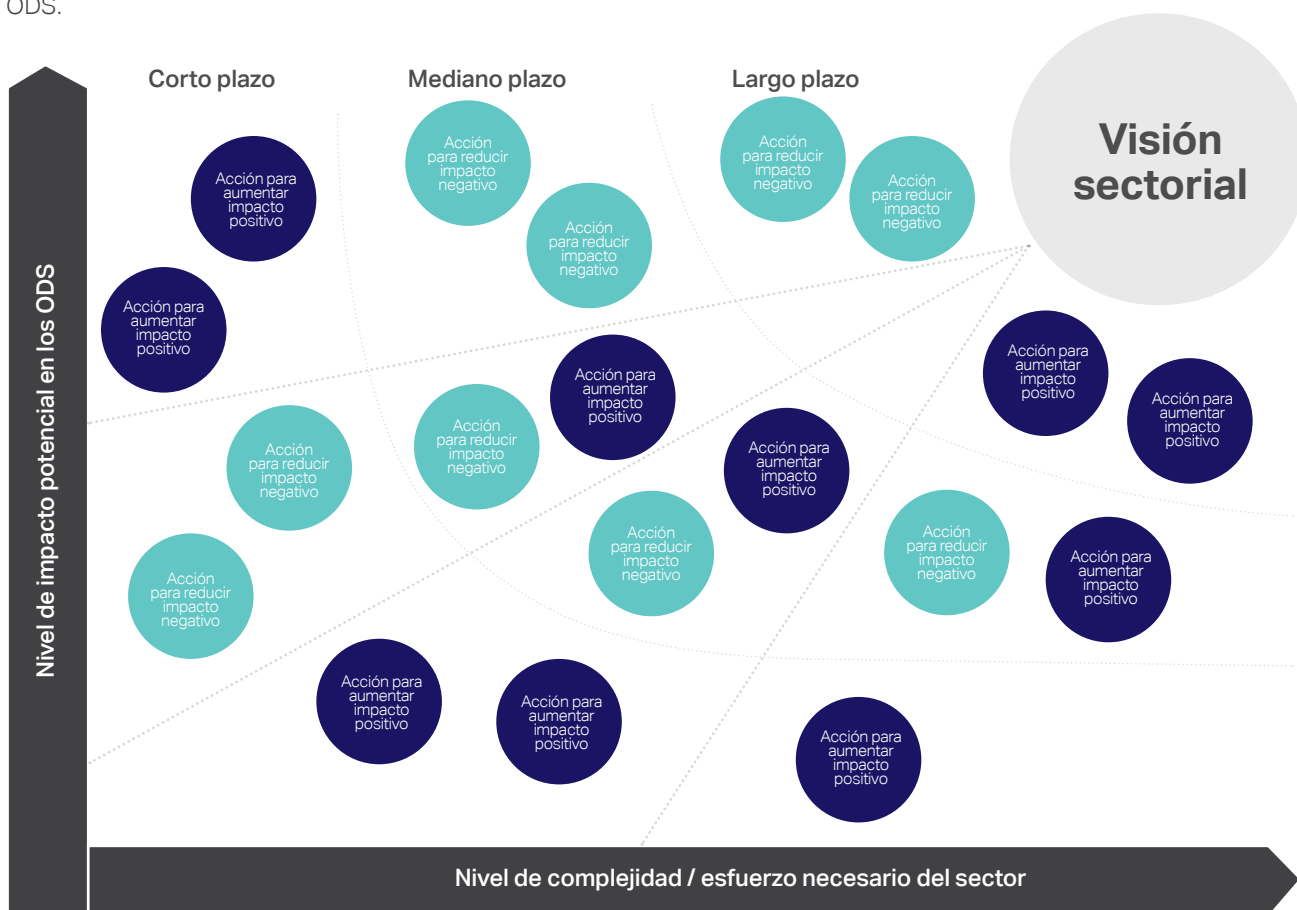 ODS.
Corto plazo
Mediano plazo
Largo plazo
Visión
sectorial
Nivel de impacto potencial en los ODS
Acción
para reducir
impacto
negativo
Acción
para reducir
impacto
negativo
Acción para
aumentar
impacto
positivo
Acción
para reducir
impacto
negativo
Acción
para reducir
impacto
negativo
Acción para
aumentar
impacto
positivo
Acción para
aumentar
impacto
positivo
Acción para
aumentar
impacto
positivo
Acción para
aumentar
impacto
positivo
Acción
para reducir
impacto
negativo
Acción
para reducir
impacto
negativo
Acción para
aumentar
impacto
positivo
Acción
para reducir
impacto
negativo
Acción
para reducir
impacto
negativo
Acción para
aumentar
impacto
positivo
Acción
para reducir
impacto
negativo
Acción para
aumentar
impacto
positivo
Acción para
aumentar
impacto
positivo
Acción para
aumentar
impacto
positivo
Nivel de complejidad / esfuerzo necesario del sector